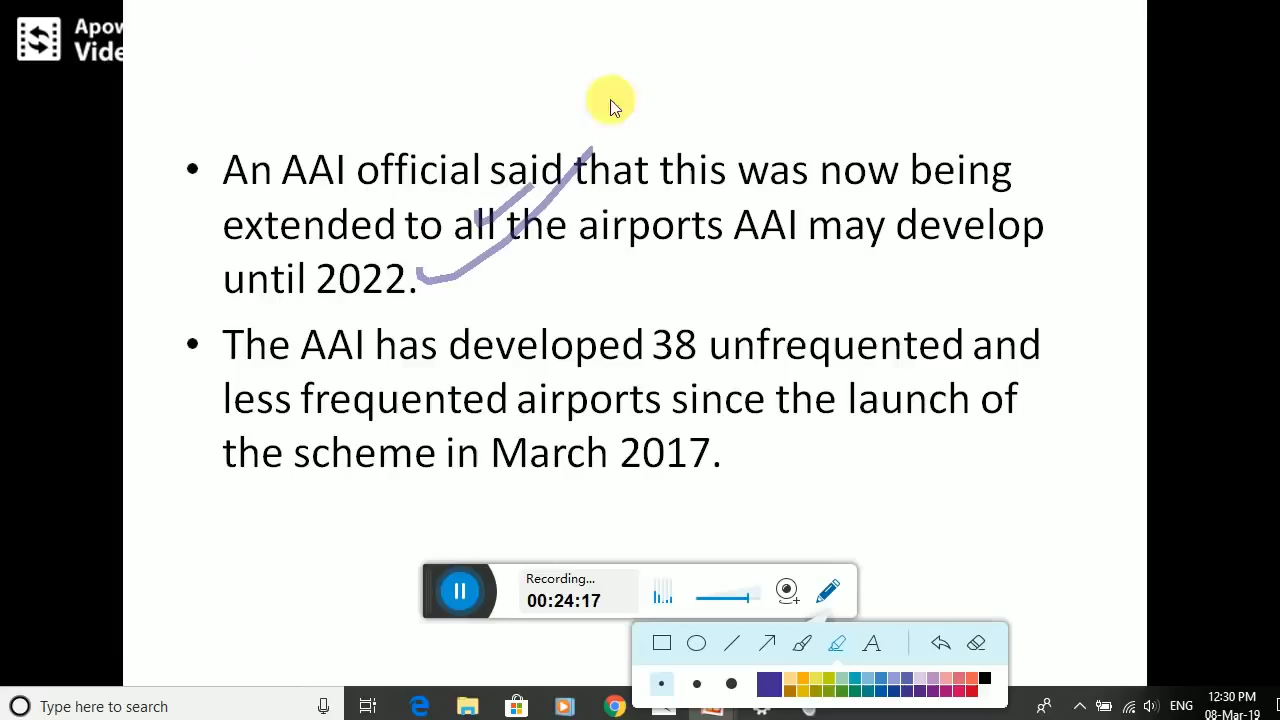 Apow
Vide
• An AAI official said that this was now being
extended to all the airports AAI may develop
until 2022.
• The AAI has developed 38 unfrequented and
less frequented airports since the launch of
the scheme in March 2017.
Recording...
00:24:17
A
Type here to search
ENG
12:30 PM
08-Mar-19